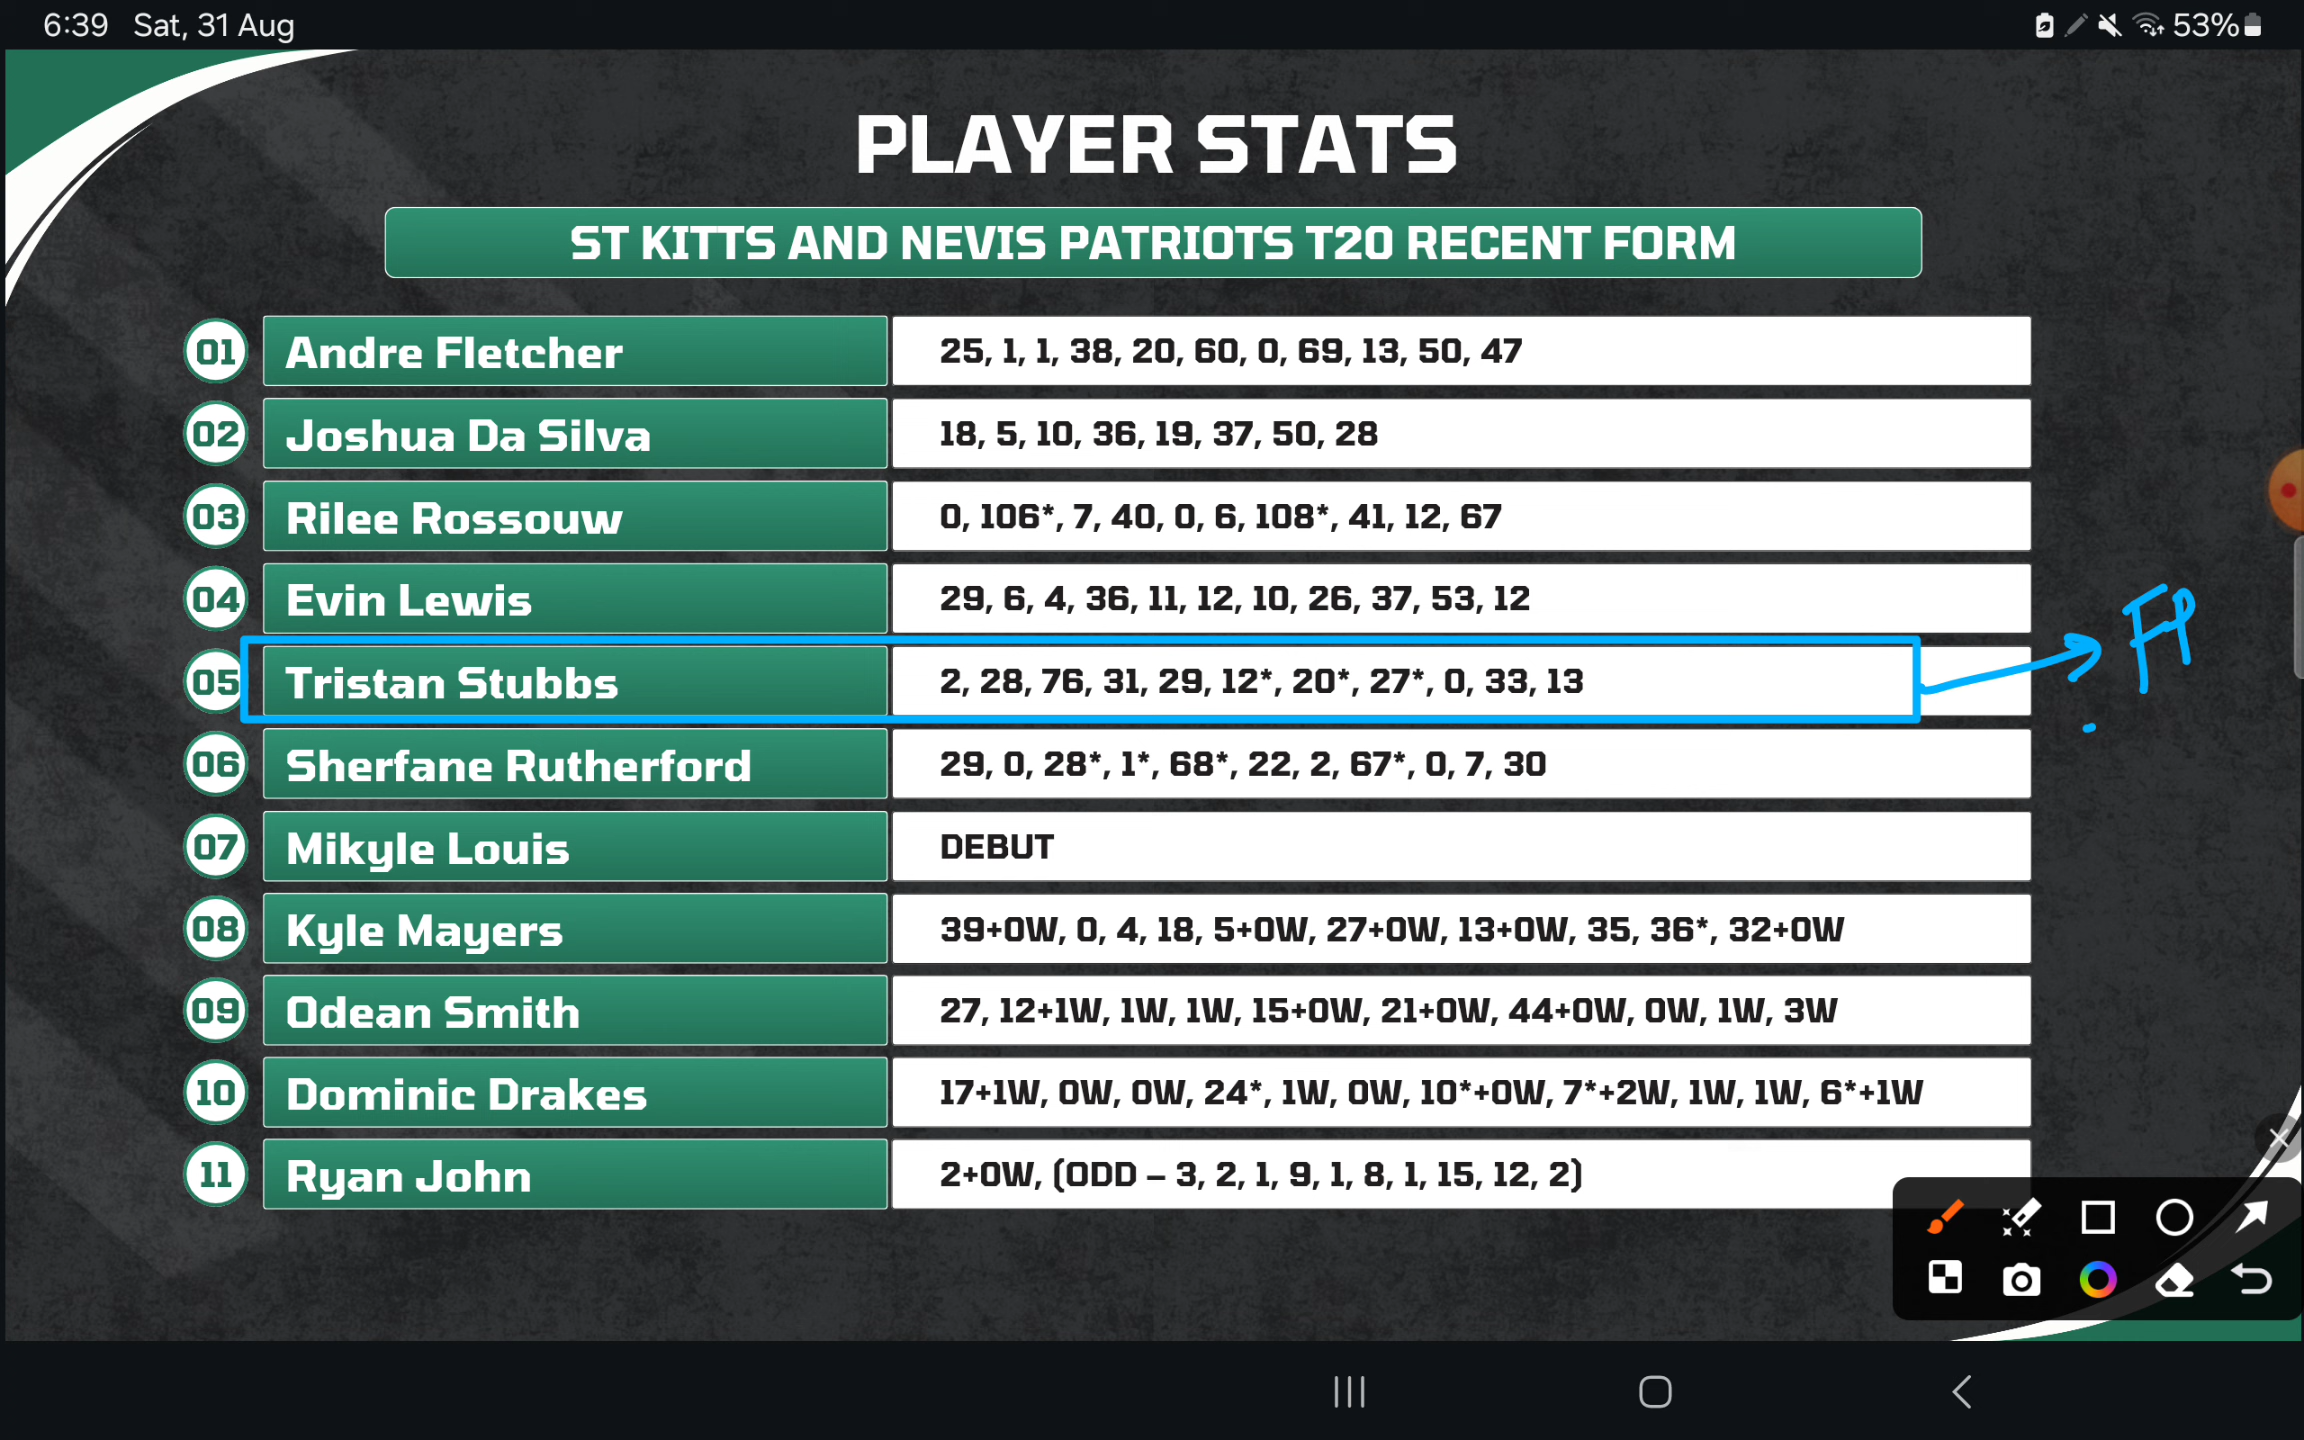 6:39 Sat, 31 Aug 53%
PLAYER STATS
ST KITTS AND NEVIS PATRIOTS T20 RECENT FORM
01 Andre Fletcher 25, 1, 1, 38, 20, 60, 0, 69, 13, 50, 47
02 Joshua Da Silva 18, 5, 10, 36, 19, 37, 50, 28
03 Rilee Rossouw 0, 106*, 7, 40, 0, 6, 108*, 41, 12, 67
04 Evin Lewis 29, 6, 4, 36, 11, 12, 10, 26, 37, 53, 12
05 Tristan Stubbs 2, 28, 76, 31, 29, 12*, 20*, 27*, 0, 33, 13
06 Sherfane Rutherford 29, 0, 28*, 1*, 68*, 22, 2, 67*, 0, 7, 30
07 Mikyle Louis DEBUT
08 Kyle Mayers 39+0W, 0, 4, 18, 5+0W, 27+0W, 13+0W, 35, 36*, 32+0W
09 Odean Smith 27, 12+1W, 1W, 1W, 15+0W, 21+0W, 44+0W, 0W, 1W, 3W
10 Dominic Drakes 17+1W, 0W, 0W, 24*, 1W, 0W, 10*+0W, 7*+2W, 1W, 1W, 6*+1W
11 Ryan John 2+0W, (ODD – 3, 2, 1, 9, 1, 8, 1, 15, 12, 2)